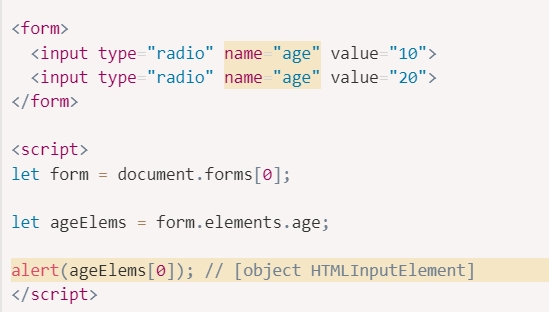 <form>
  <input type="radio" name="age" value="10">
  <input type="radio" name="age" value="20">
</form>

<script>
let form = document.forms[0];

let ageElems = form.elements.age;

alert(ageElems[0]); // [object HTMLInputElement]
</script>